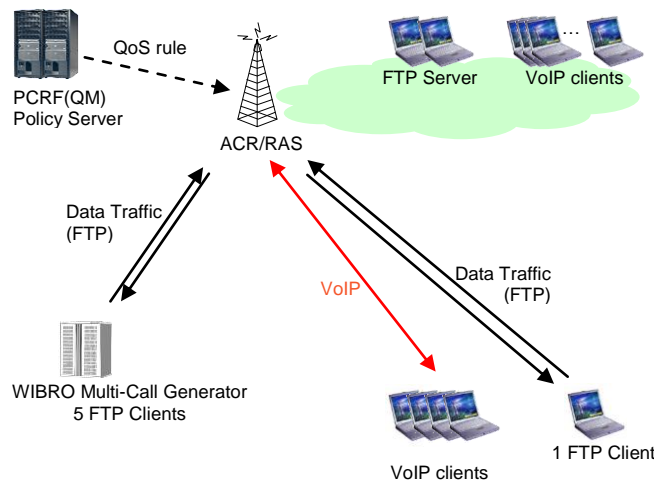 QoS rule
PCRF(QM)
Policy Server
ACR/RAS
FTP Server
...
VoIP clients
Data Traffic
(FTP)
VoIP
Data Traffic
(FTP)
WIBRO Multi-Call Generator
5 FTP Clients
VoIP clients
1 FTP Client